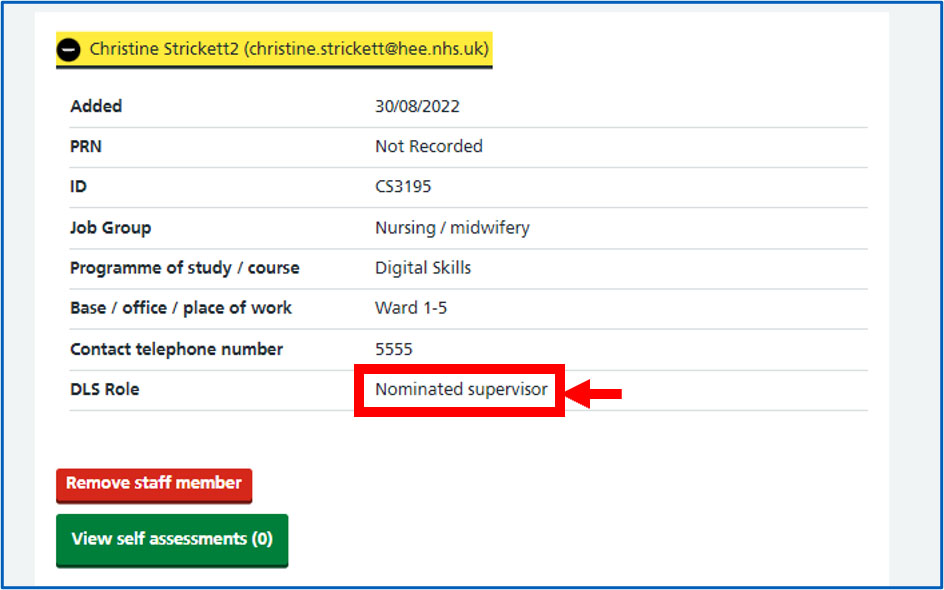 Christine Strickett2 (christine.strickett@hee.nhs.uk)
Added 30/08/2022
PRN Not Recorded
ID CS3195
Job Group Nursing / midwifery
Programme of study / course Digital Skills
Base / office / place of work Ward 1-5
Contact telephone number 5555
DLS Role Nominated supervisor
Remove staff member
View self assessments (0)